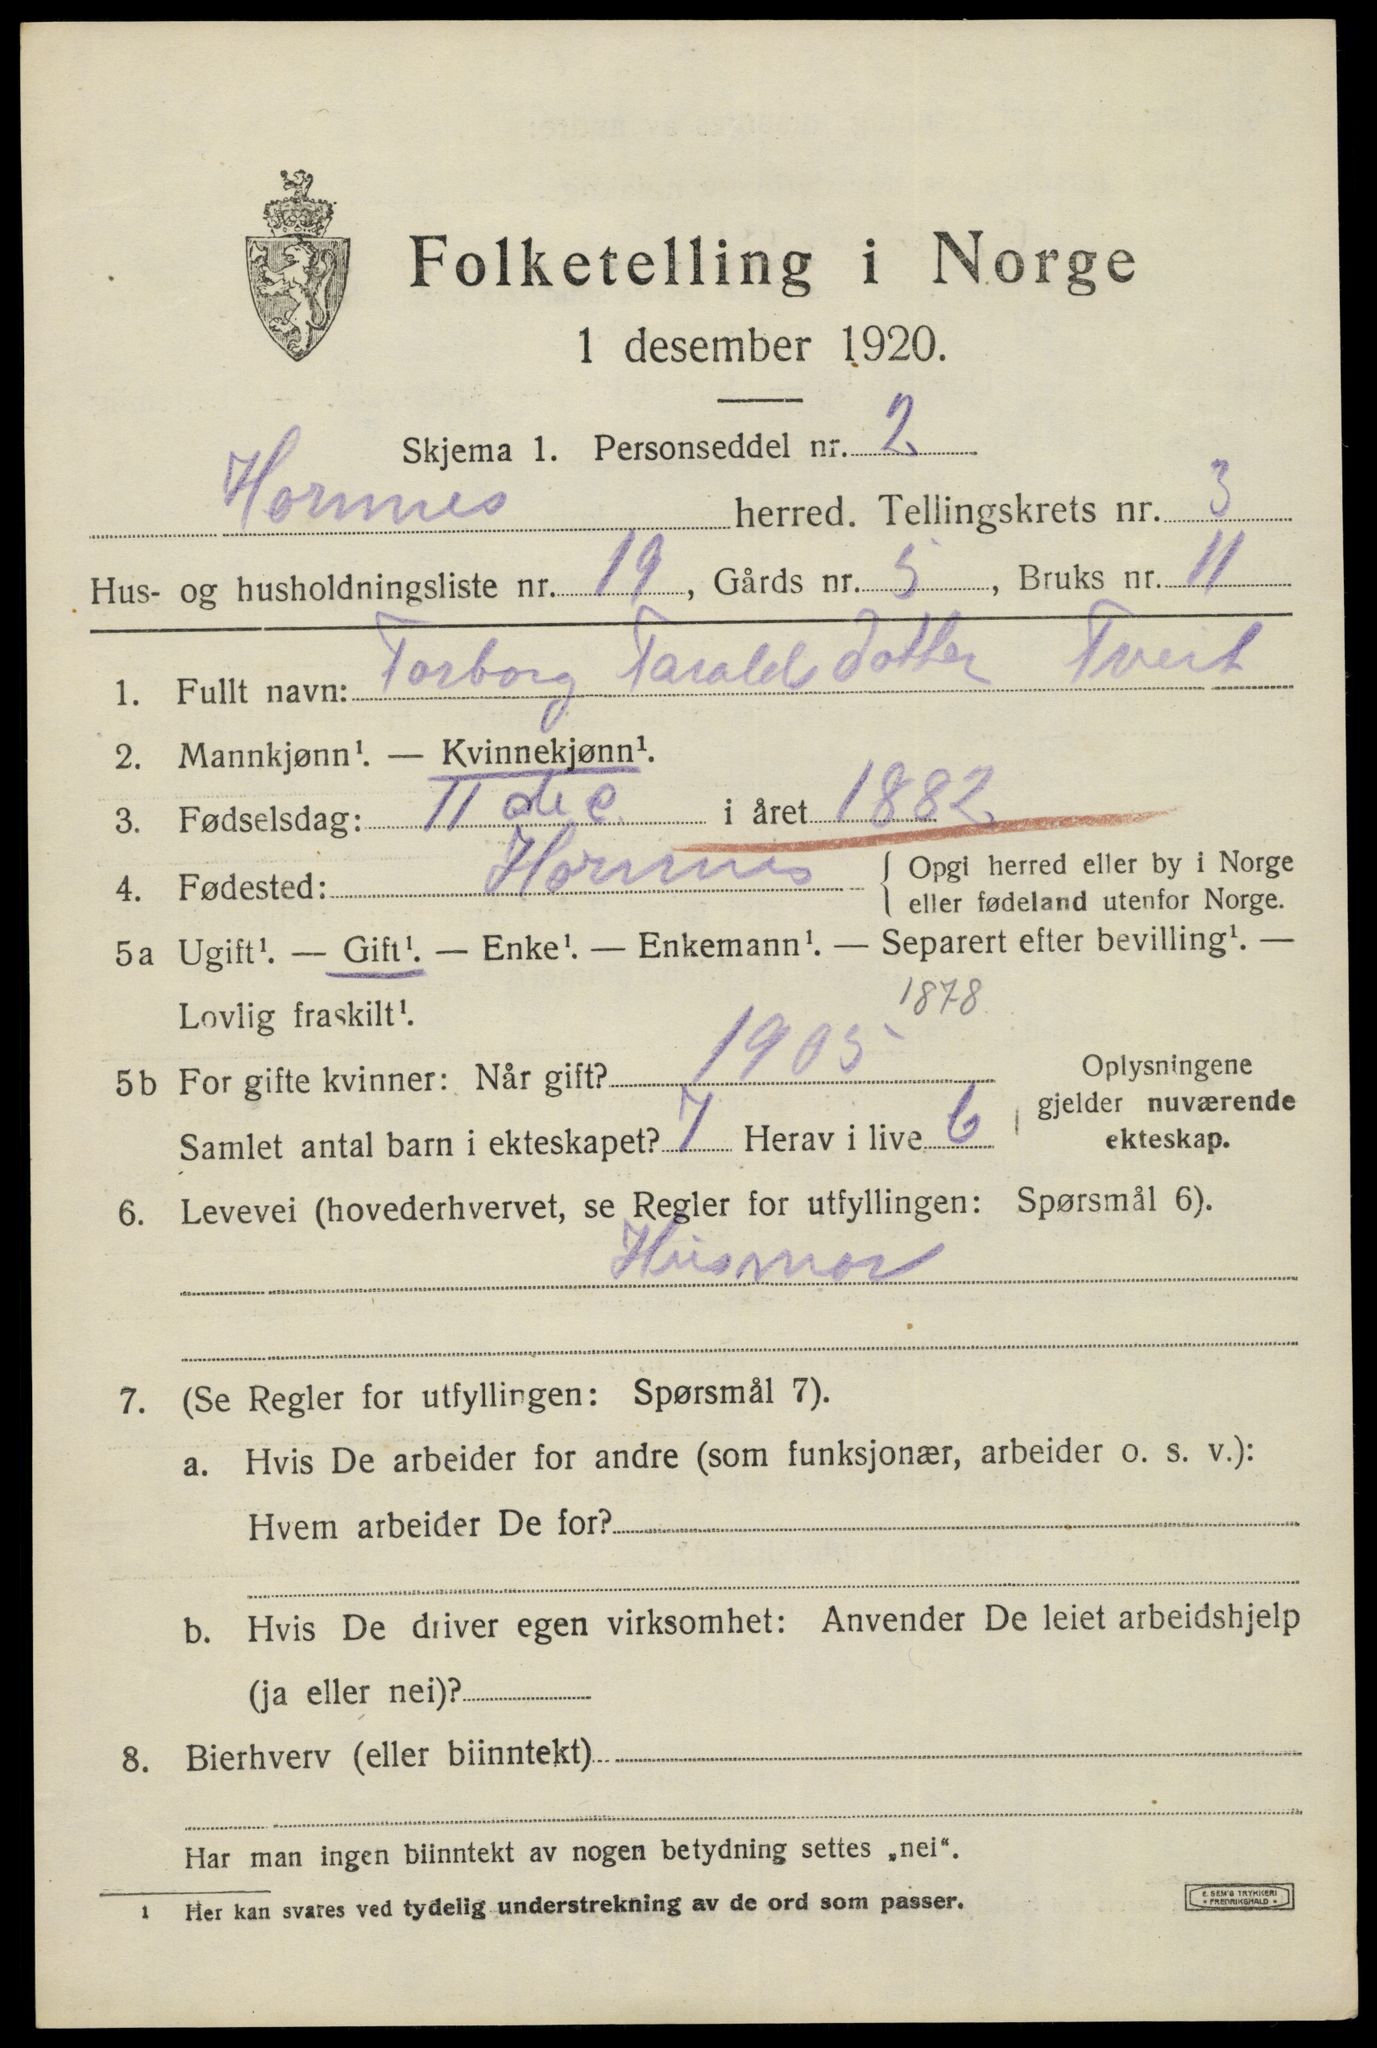 Folketelling i Norge
1 desember 1920.
Skjema 1. Personseddel nr. 2
Hornnes herred. Tellingskrets nr. 3
Hus- og husholdningsliste nr. 19, Gårds nr. 5, Bruks nr. 11
1. Fullt navn: Torborg Taraldsdotter Tveit
2. Mannkjønn¹. — Kvinnekjønn¹.
3. Fødselsdag: 11 dec. i året 1882
4. Fødested: Hornnes { Opgi herred eller by i Norge
eller fødeland utenfor Norge.
5a Ugift¹. — Gift¹. — Enke¹. — Enkemann¹. — Separert efter bevilling¹. —
Lovlig fraskilt¹.
1878
5b For gifte kvinner: Når gift? 1905
Samlet antal barn i ekteskapet? 7 Herav i live 6
Oplysningene
gjelder nuværende
ekteskap.
6. Levevei (hovederhvervet, se Regler for utfyllingen: Spørsmål 6).
Husmor
7. (Se Regler for utfyllingen: Spørsmål 7).
a. Hvis De arbeider for andre (som funksjonær, arbeider o. s. v.):
Hvem arbeider De for?
b. Hvis De driver egen virksomhet: Anvender De leiet arbeidshjelp
(ja eller nei)?
8. Bierhverv (eller biinntekt)
Har man ingen biinntekt av nogen betydning settes „nei“.
1 Her kan svares ved tydelig understrekning av de ord som passer.
E. SEM'S TRYKKERI
• FREDRIKSHALD •